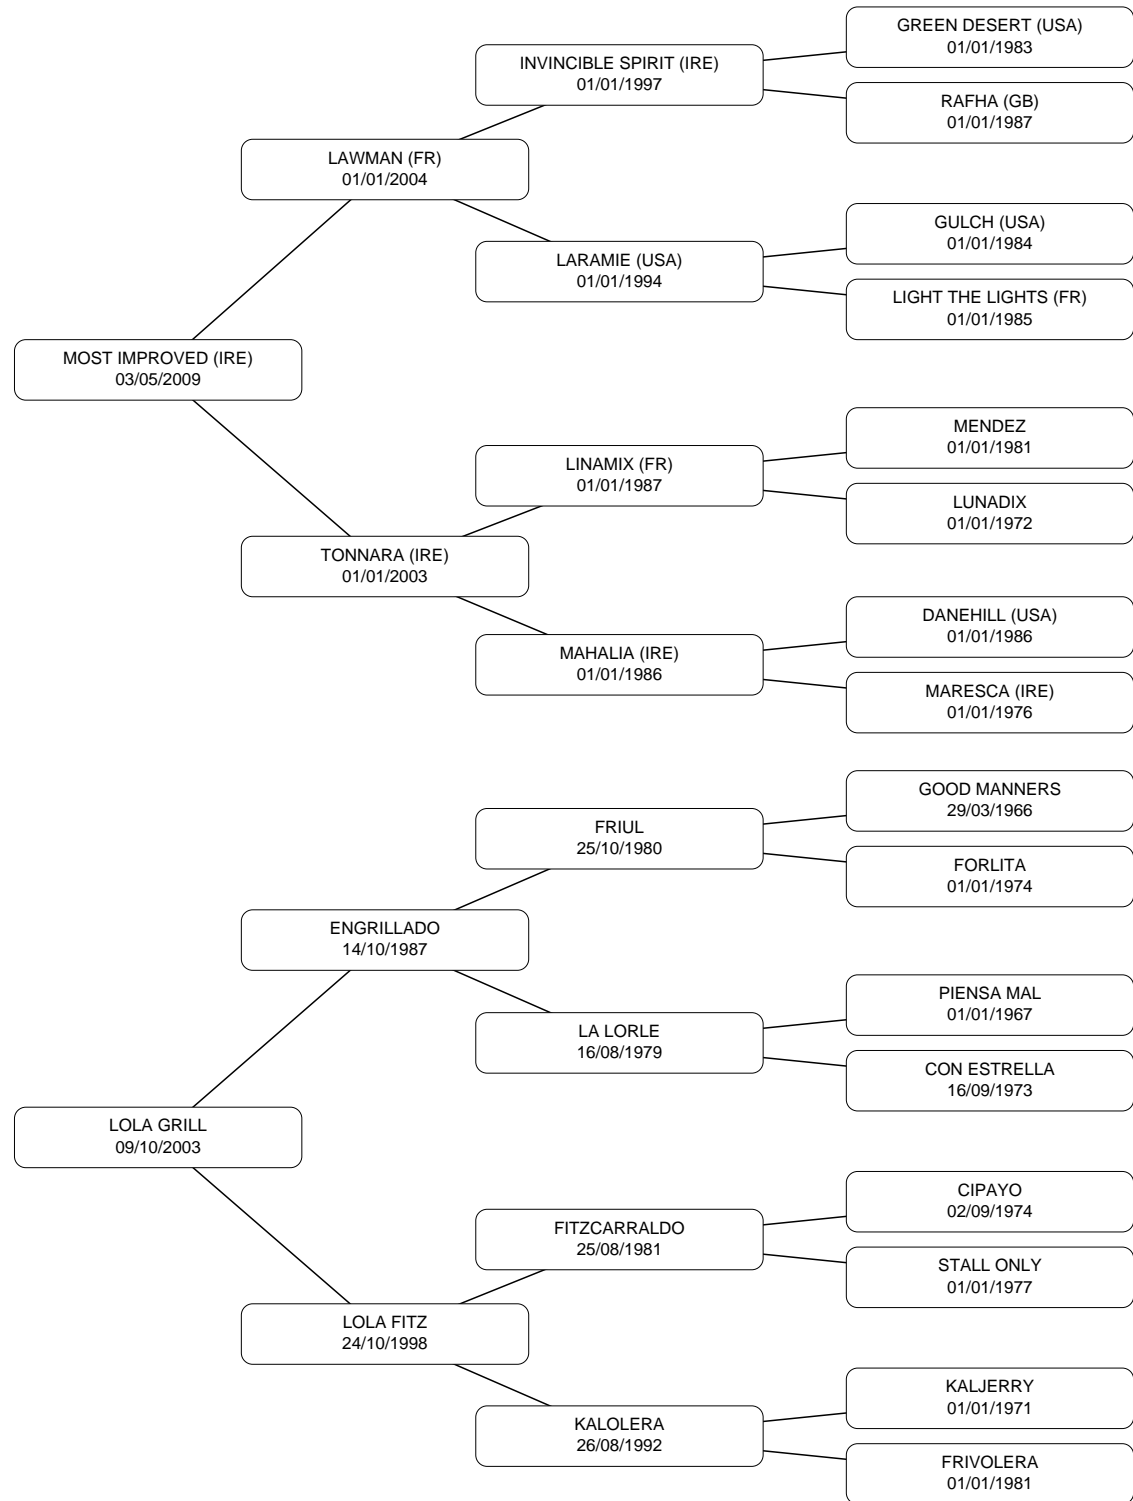 GREEN DESERT (USA)
01/01/1983
INVINCIBLE SPIRIT (IRE)
01/01/1997
RAFHA (GB)
01/01/1987
LAWMAN (FR)
01/01/2004
GULCH (USA)
01/01/1984
LARAMIE (USA)
01/01/1994
LIGHT THE LIGHTS (FR)
01/01/1985
MOST IMPROVED (IRE)
03/05/2009
MENDEZ
01/01/1981
LINAMIX (FR)
01/01/1987
LUNADIX
01/01/1972
TONNARA (IRE)
01/01/2003
DANEHILL (USA)
01/01/1986
MAHALIA (IRE)
01/01/1986
MARESCA (IRE)
01/01/1976
GOOD MANNERS
29/03/1966
FRIUL
25/10/1980
FORLITA
01/01/1974
ENGRILLADO
14/10/1987
PIENSA MAL
01/01/1967
LA LORLE
16/08/1979
CON ESTRELLA
16/09/1973
LOLA GRILL
09/10/2003
CIPAYO
02/09/1974
FITZCARRALDO
25/08/1981
STALL ONLY
01/01/1977
LOLA FITZ
24/10/1998
KALJERRY
01/01/1971
KALOLERA
26/08/1992
FRIVOLERA
01/01/1981